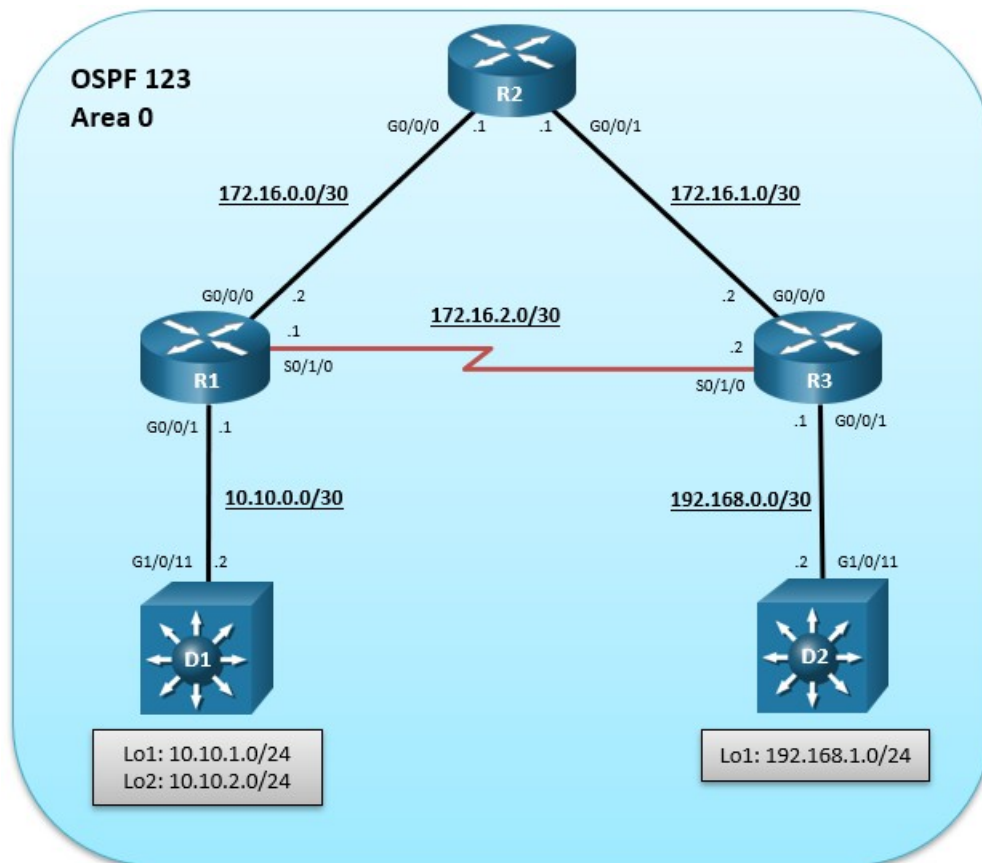 OSPF 123
Area 0
R2
G0/0/0
.1
.1
G0/0/1
172.16.0.0/30
172.16.1.0/30
G0/0/0
.2
.2
G0/0/0
172.16.2.0/30
.1
.2
S0/1/0
S0/1/0
R1
R3
G0/0/1
.1
.1
G0/0/1
10.10.0.0/30
192.168.0.0/30
G1/0/11
.2
.2
G1/0/11
D1
D2
Lo1: 10.10.1.0/24
Lo2: 10.10.2.0/24
Lo1: 192.168.1.0/24